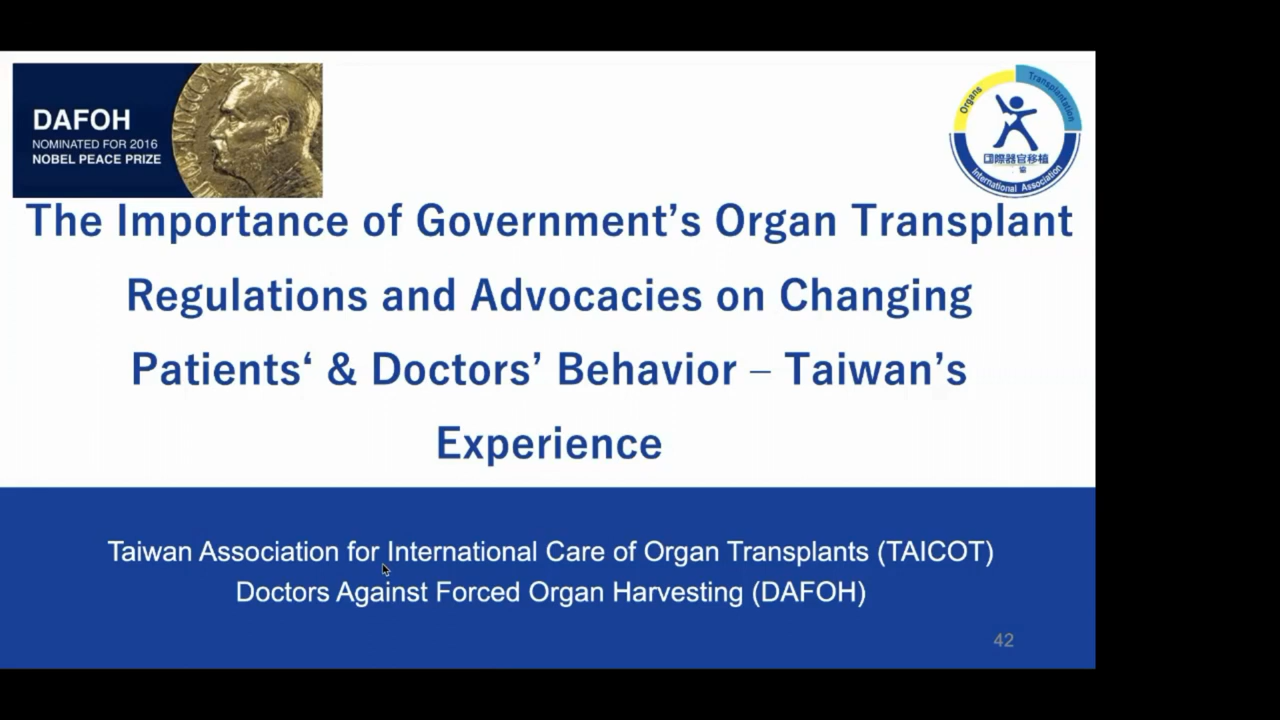 DAFOH
NOMINATED FOR 2016
NOBEL PEACE PRIZE
Organs
Transplantation
国際器官移植
協
International Association
The Importance of Government’s Organ Transplant
Regulations and Advocacies on Changing
Patients‘ & Doctors’ Behavior – Taiwan’s
Experience
Taiwan Association for International Care of Organ Transplants (TAICOT)
Doctors Against Forced Organ Harvesting (DAFOH)
42